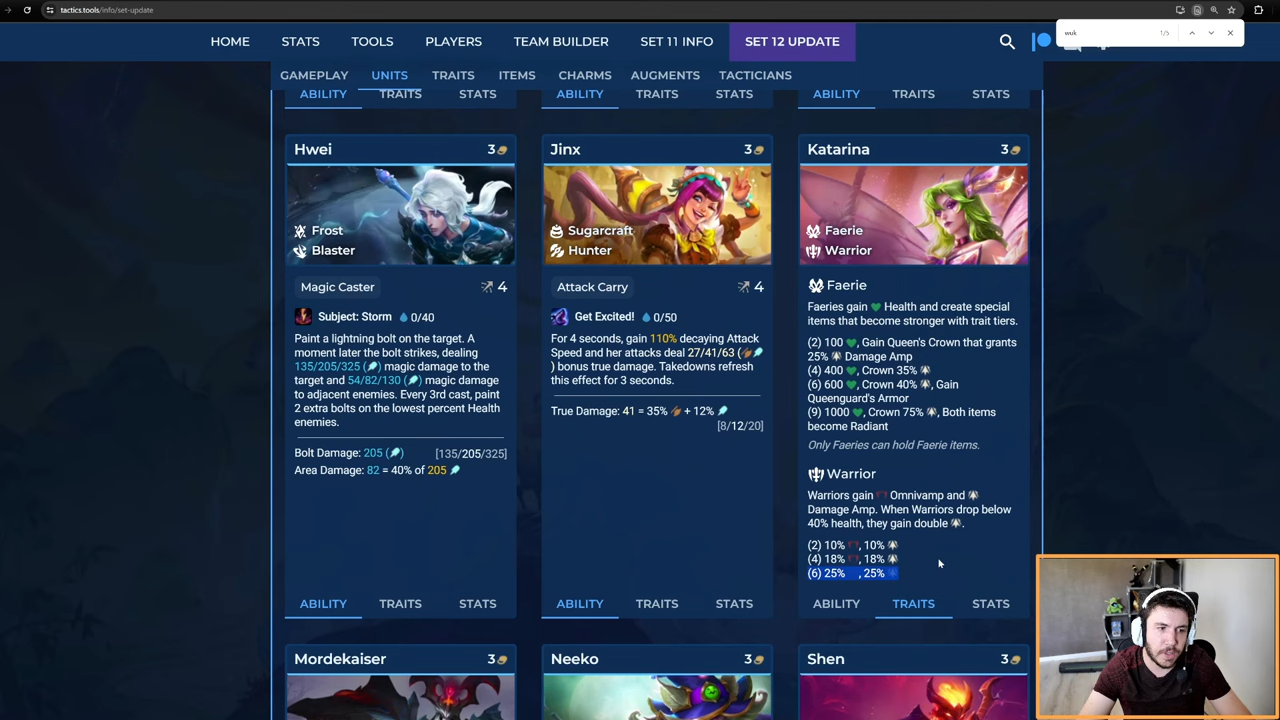 tactics.tools/info/set-update
wuk
1/5
HOME
STATS
TOOLS
PLAYERS
TEAM BUILDER
SET 11 INFO
SET 12 UPDATE
GAMEPLAY
UNITS
TRAITS
ITEMS
CHARMS
AUGMENTS
TACTICIANS
ABILITY
TRAITS
STATS
ABILITY
TRAITS
STATS
ABILITY
TRAITS
STATS
Hwei
3
Frost
Blaster
Magic Caster
4
Subject: Storm 0/40
Paint a lightning bolt on the target. A
moment later the bolt strikes, dealing
135/205/325 ( ) magic damage to the
target and 54/82/130 ( ) magic damage
to adjacent enemies. Every 3rd cast, paint
2 extra bolts on the lowest percent Health
enemies.
Bolt Damage: 205 ( ) [135/205/325]
Area Damage: 82 = 40% of 205
ABILITY
TRAITS
STATS
Jinx
3
Sugarcraft
Hunter
Attack Carry
4
Get Excited! 0/50
For 4 seconds, gain 110% decaying Attack
Speed and her attacks deal 27/41/63 (
) bonus true damage. Takedowns refresh
this effect for 3 seconds.
True Damage: 41 = 35% + 12%
[8/12/20]
ABILITY
TRAITS
STATS
Katarina
3
Faerie
Warrior
Faerie
Faeries gain Health and create special
items that become stronger with trait tiers.
(2) 100 , Gain Queen's Crown that grants
25% Damage Amp
(4) 400 , Crown 35%
(6) 600 , Crown 40% , Gain
Queenguard's Armor
(9) 1000 , Crown 75% , Both items
become Radiant
Only Faeries can hold Faerie items.
Warrior
Warriors gain Omnivamp and
Damage Amp. When Warriors drop below
40% health, they gain double .
(2) 10% , 10%
(4) 18% , 18%
(6) 25% , 25%
ABILITY
TRAITS
STATS
Mordekaiser
3
Neeko
3
Shen
3